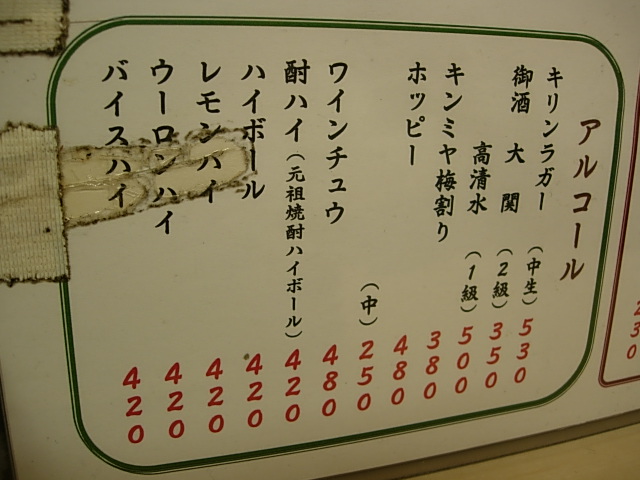 アルコール
キリンラガー（中生）530
御酒 大関（2級）350
高清水（1級）500
キンミヤ梅割り 380
ホッピー 480
（中）250
ワインチュウ 480
酎ハイ（元祖焼酎ハイボール）420
ハイボール 420
レモンハイ 420
ウーロンハイ 420
バイスハイ 420
230